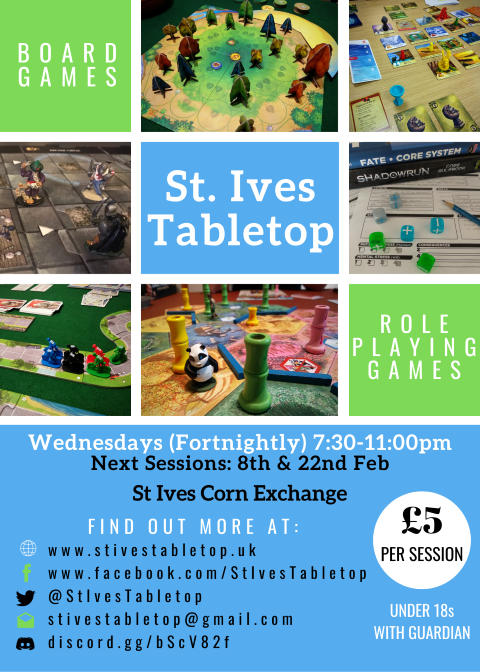 BOARD
GAMES
FATE • CORE SYSTEM
SHADOWRUN
CONSEQUENCES
St. Ives
Tabletop
ROLE
PLAYING
GAMES
Wednesdays (Fortnightly) 7:30-11:00pm
Next Sessions: 8th & 22nd Feb
St Ives Corn Exchange
£5
PER SESSION
FIND OUT MORE AT:
www.stivestabletop.uk
www.facebook.com/StIvesTabletop
@StIvesTabletop
stivestabletop@gmail.com
discord.gg/bScV82f
UNDER 18s
WITH GUARDIAN